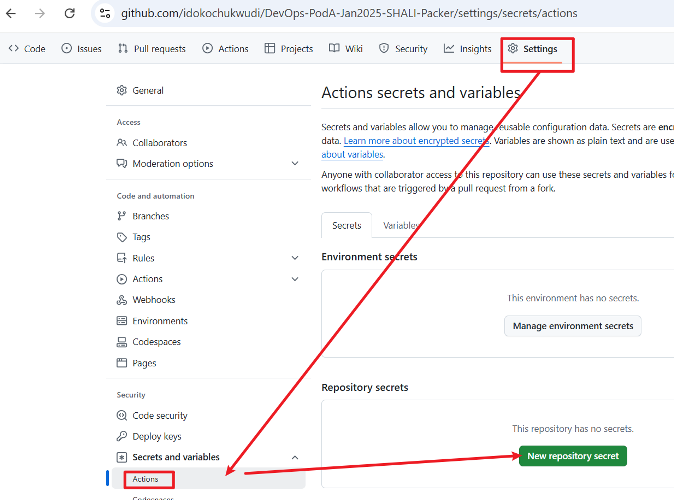 github.com/idokochukwudi/DevOps-PodA-Jan2025-SHALI-Packer/settings/secrets/actions
Code Issues Pull requests Actions Projects Wiki Security Insights Settings
General
Access
Collaborators
Moderation options
Code and automation
Branches
Tags
Rules
Actions
Webhooks
Environments
Codespaces
Pages
Security
Code security
Deploy keys
Secrets and variables
Actions
Codespaces
Actions secrets and variables
Secrets and variables allow you to manage reusable configuration data. Secrets are enc
data. Learn more about encrypted secrets. Variables are shown as plain text and are use
about variables.
Anyone with collaborator access to this repository can use these secrets and variables fo
workflows that are triggered by a pull request from a fork.
Secrets Variables
Environment secrets
This environment has no secrets.
Manage environment secrets
Repository secrets
This repository has no secrets.
New repository secret